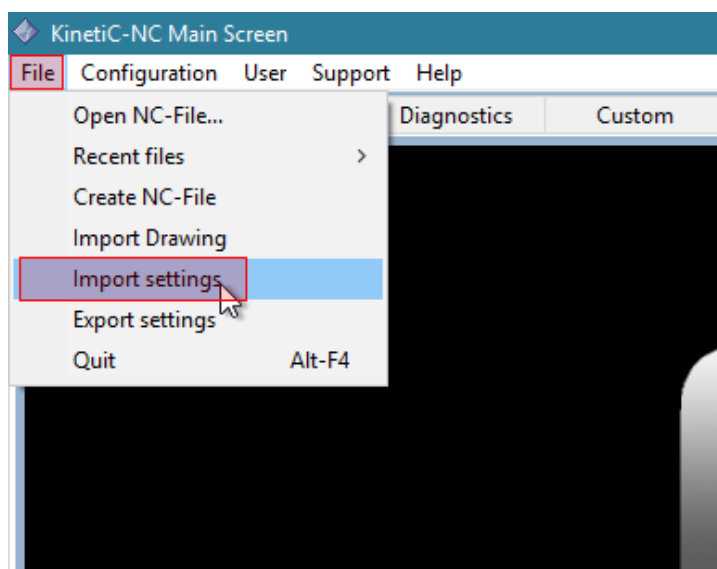 KinetiC-NC Main Screen
File Configuration User Support Help
Diagnostics Custom
Open NC-File...
Recent files >
Create NC-File
Import Drawing
Import settings
Export settings
Quit Alt-F4